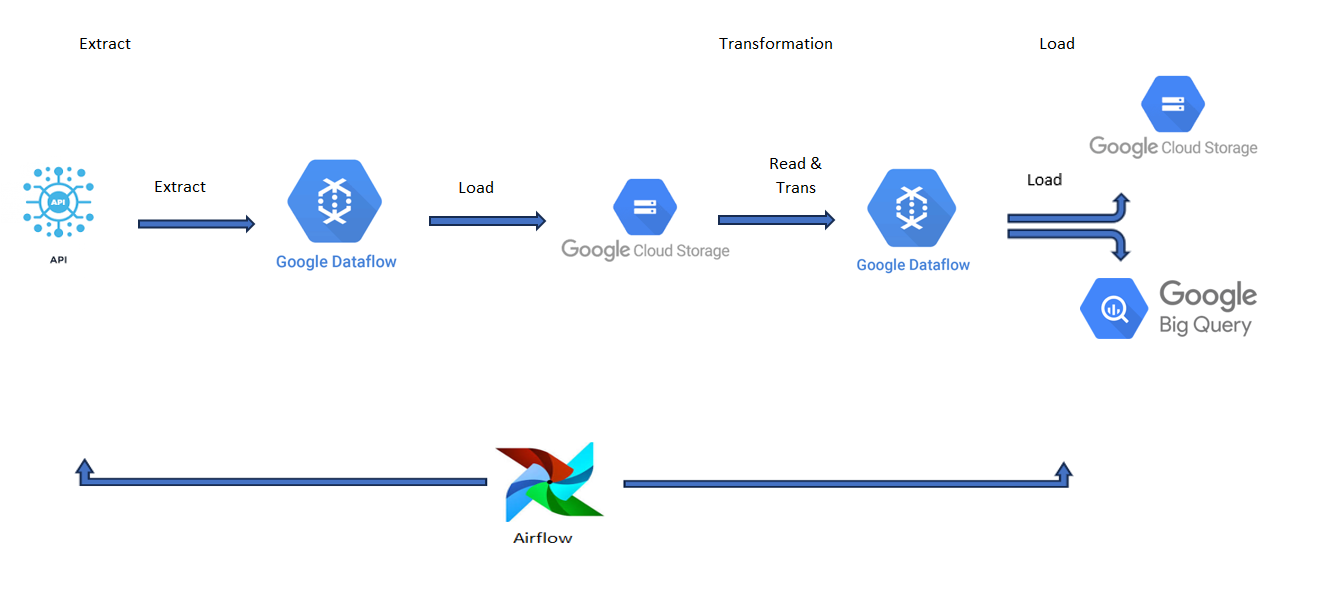 Extract
Transformation
Load
API
API
Extract
Google Dataflow
Load
Google Cloud Storage
Read &
Trans
Google Dataflow
Load
Google Cloud Storage
Google
Big Query
Airflow